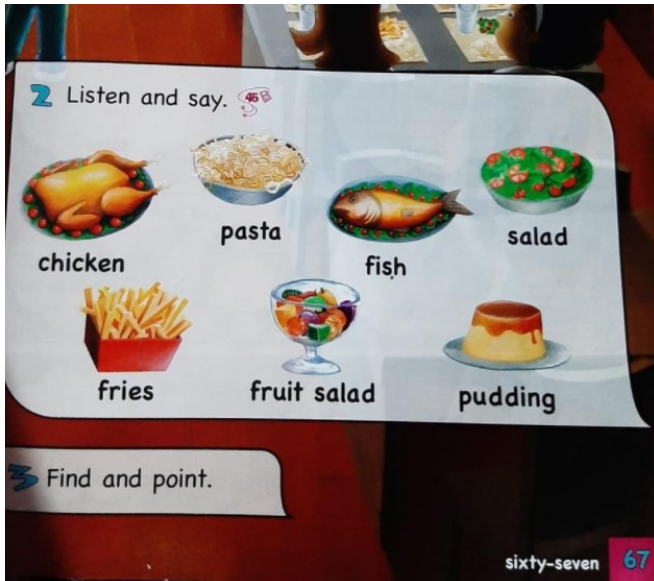 2 Listen and say. 45 B
chicken
pasta
fish
salad
fries
fruit salad
pudding
3 Find and point.
sixty-seven 67